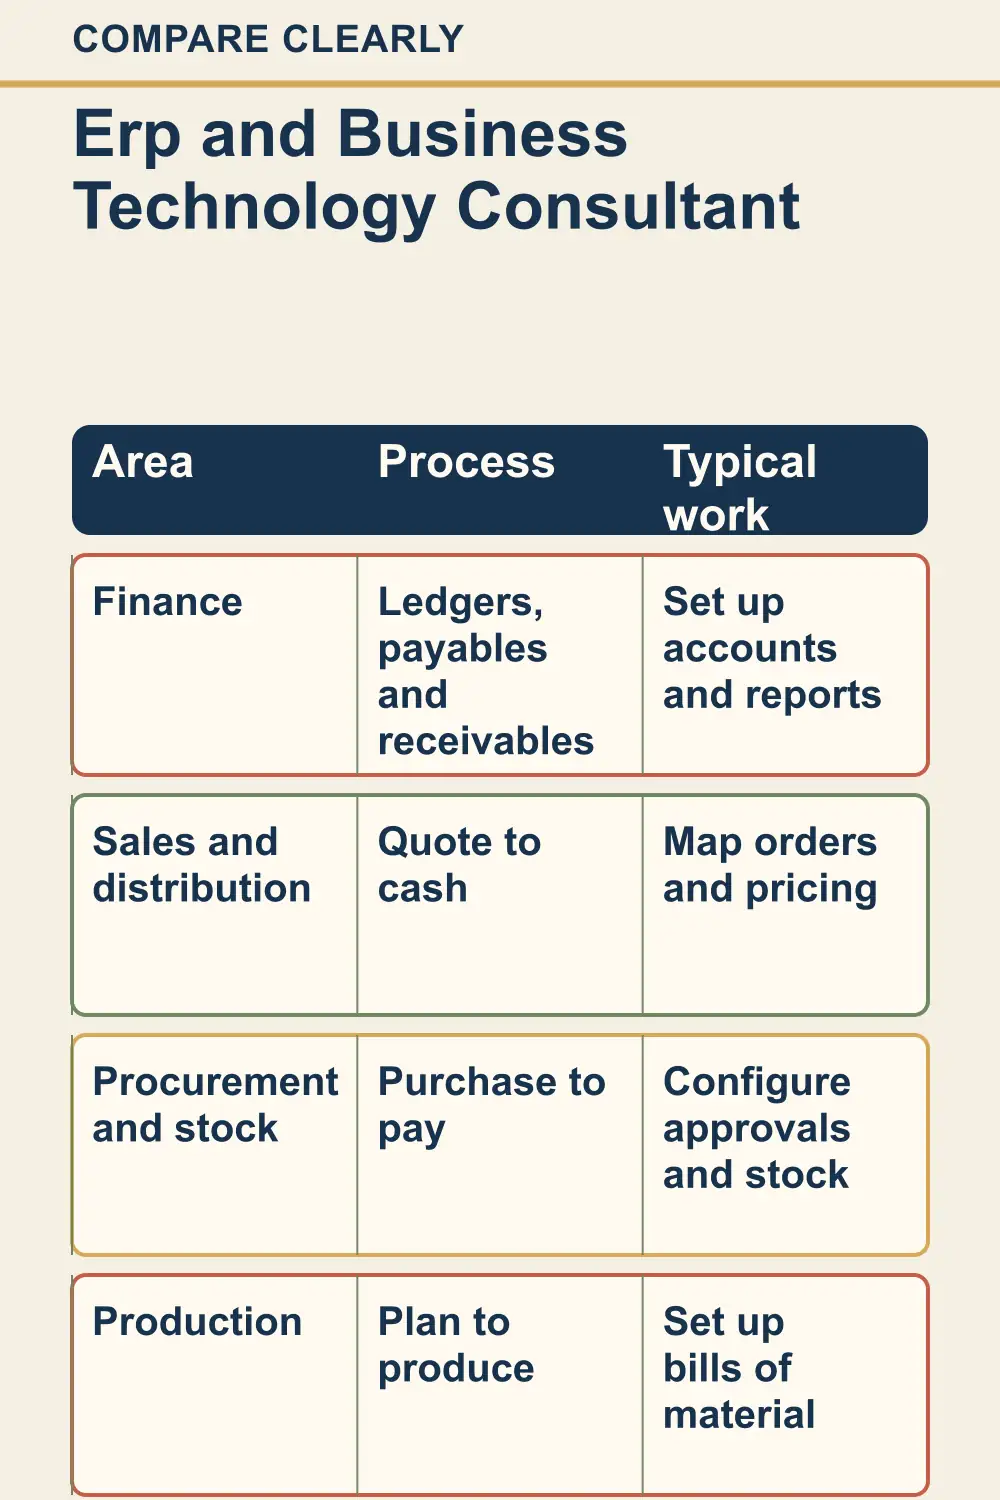 COMPARE CLEARLY
Erp and Business
Technology Consultant
Area
Process
Typical
work
Finance
Ledgers,
payables
and
receivables
Set up
accounts
and reports
Sales and
distribution
Quote to
cash
Map orders
and pricing
Procurement
and stock
Purchase to
pay
Configure
approvals
and stock
Production
Plan to
produce
Set up
bills of
material